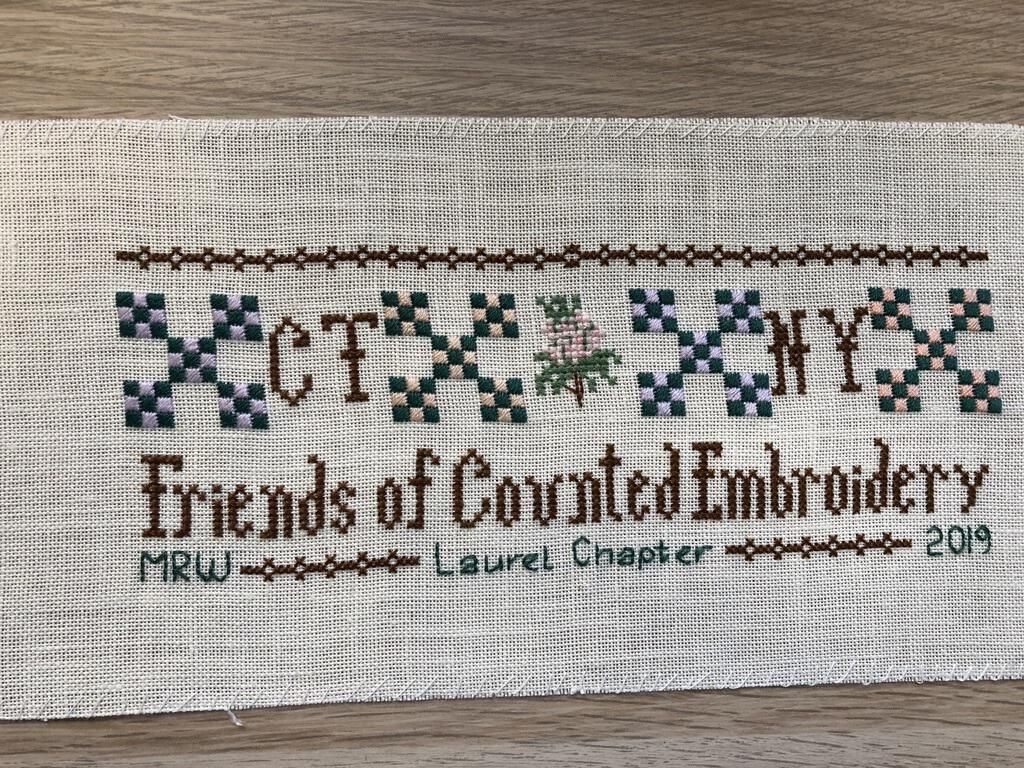 CT NY
Friends of Counted Embroidery
MRW Laurel Chapter 2019